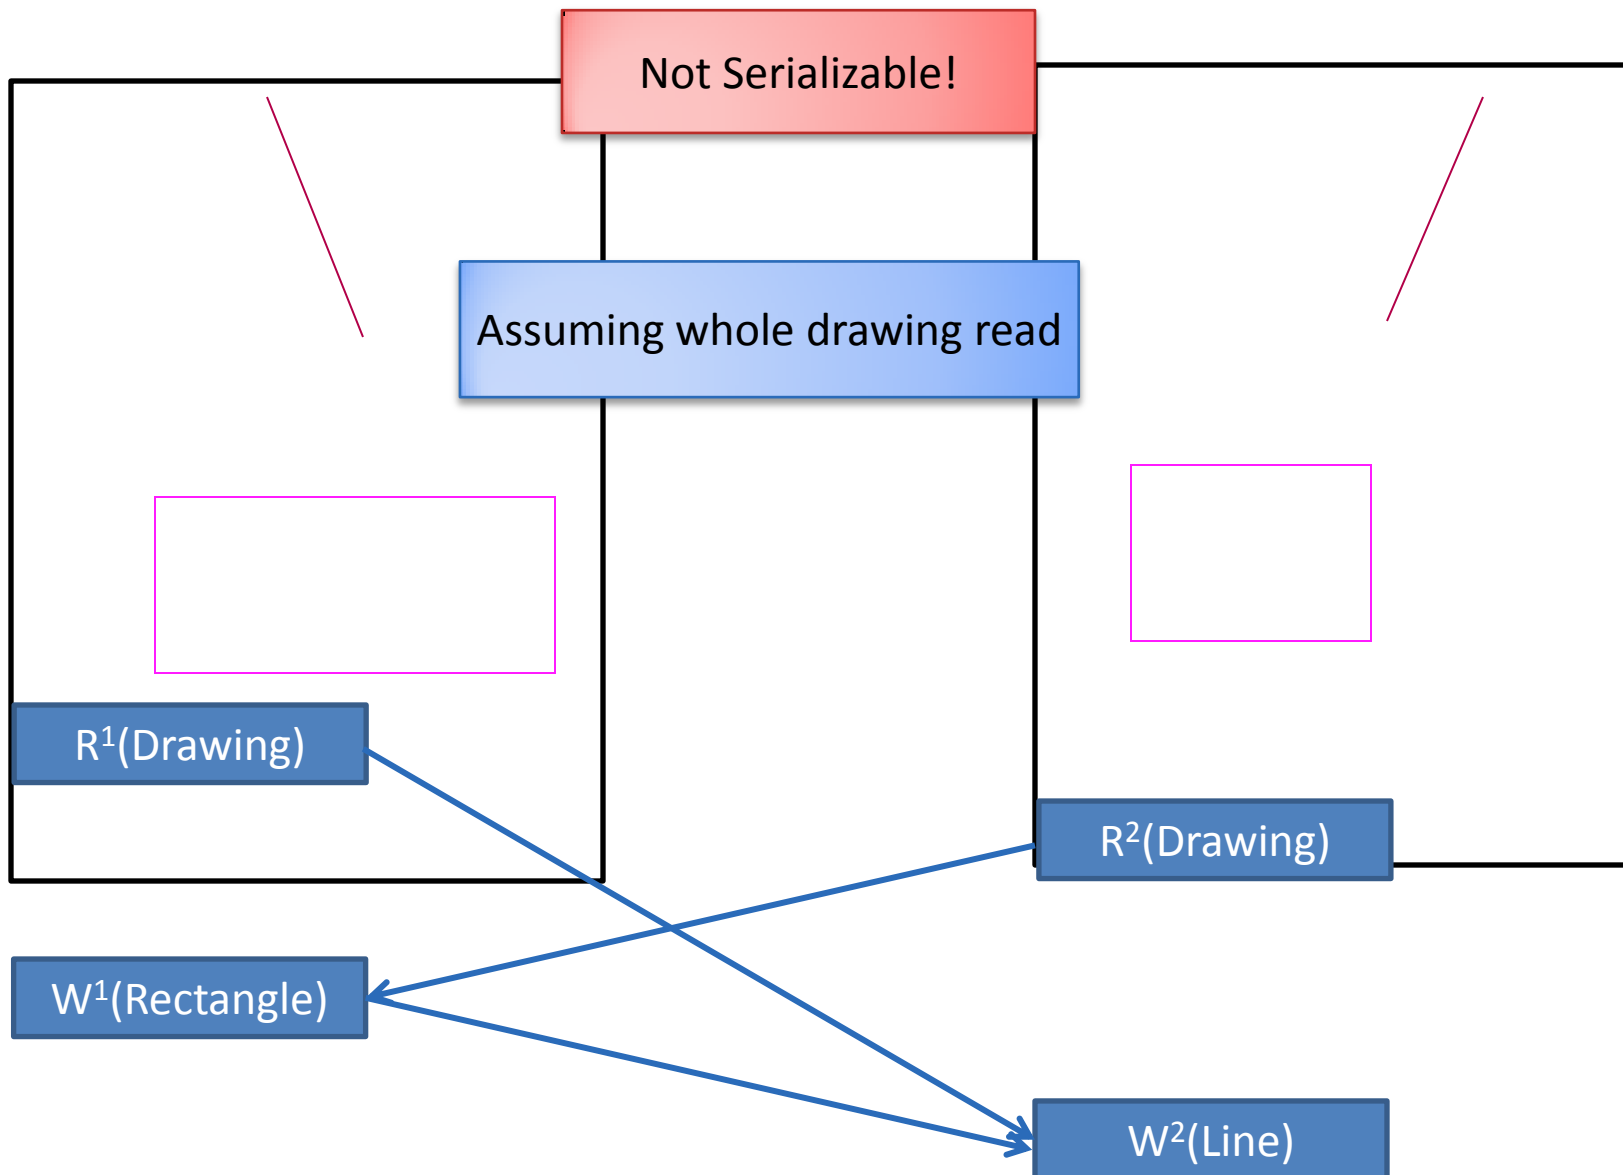 Not Serializable!
Assuming whole drawing read
R¹(Drawing)
R²(Drawing)
W¹(Rectangle)
W²(Line)